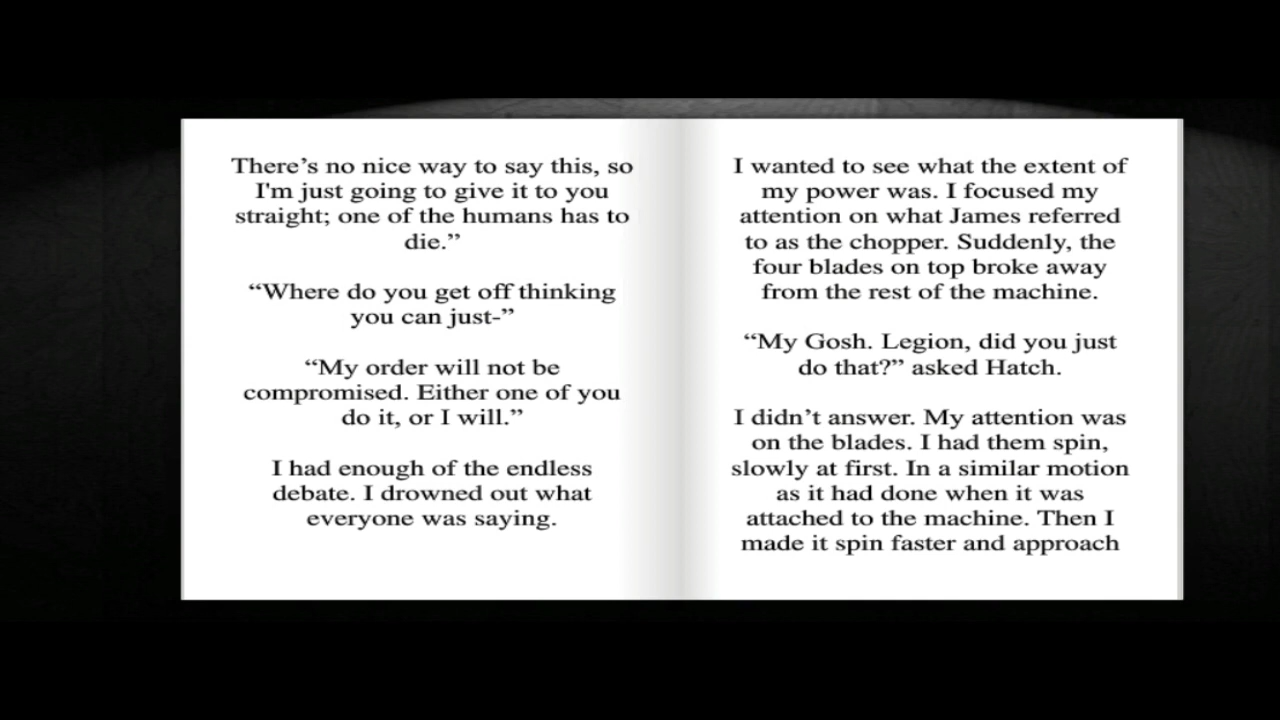 There’s no nice way to say this, so
I'm just going to give it to you
straight; one of the humans has to
die.”
“Where do you get off thinking
you can just-”
“My order will not be
compromised. Either one of you
do it, or I will.”
I had enough of the endless
debate. I drowned out what
everyone was saying.
I wanted to see what the extent of
my power was. I focused my
attention on what James referred
to as the chopper. Suddenly, the
four blades on top broke away
from the rest of the machine.
“My Gosh. Legion, did you just
do that?” asked Hatch.
I didn’t answer. My attention was
on the blades. I had them spin,
slowly at first. In a similar motion
as it had done when it was
attached to the machine. Then I
made it spin faster and approach